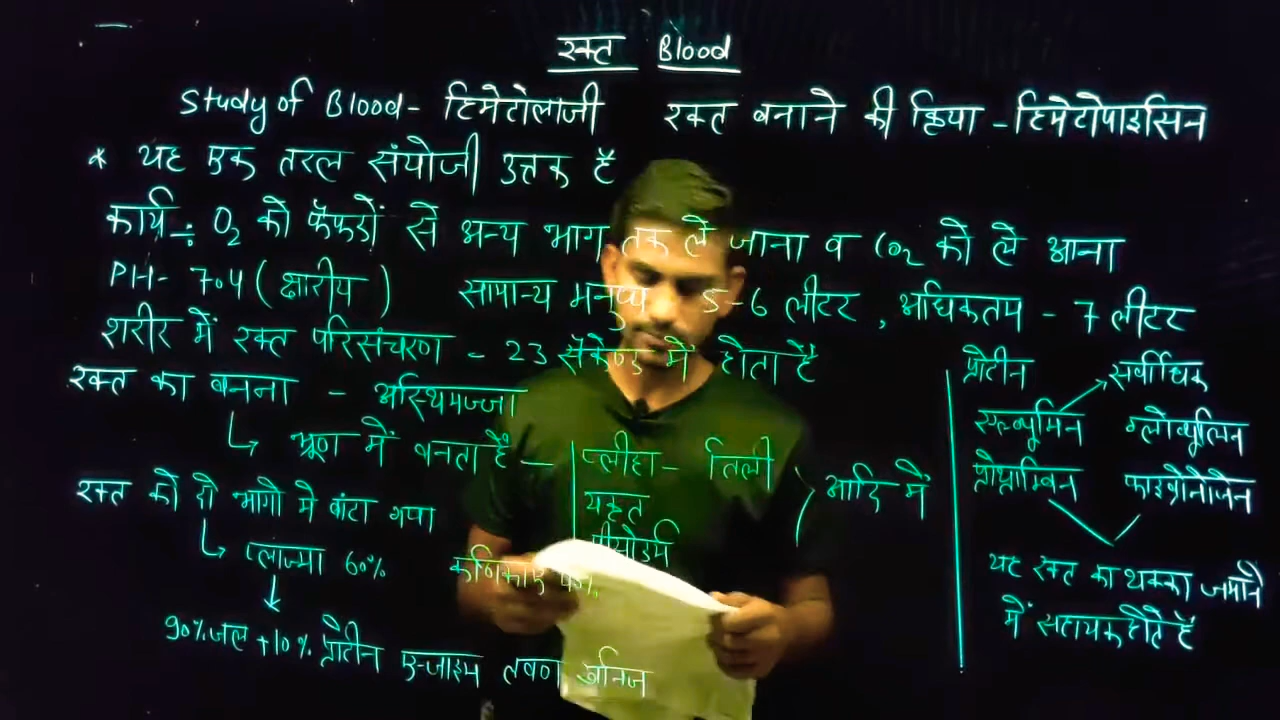 रक्त Blood
Study of Blood- हिमेटोलाजी रक्त बनाने की क्रिया - हिमेटोपाइसिन
* यह एक तरल संयोजी उत्तक है
कार्य÷ O₂ को फेफडों से अन्य भाग तक ले जाना व CO₂ को ले आना
PH- 7.4 (क्षारीय) सामान्य मनुष्य 5-6 लीटर , अधिकतम - 7 लीटर
शरीर में रक्त परिसंचरण - 23 सेकेण्ड में होता है
रक्त का बनना - अस्थिमज्जा
↳ भ्रूण में बनता है - प्लीहा - तिली
यकृत
आदि में
रक्त को दो भागो मे बांटा गया
↳ प्लाज्मा 60% कणिकाए
90% जल + 10% प्रोटीन एन्जाइम लवण खनिज
प्रोटीन
एल्ब्यूमिन → सर्वाधिक
ग्लोब्यूलिन
प्रोथ्रोम्बिन फाइब्रोनोजेन
यह रक्त का थक्का जमाने
में सहायक होते है